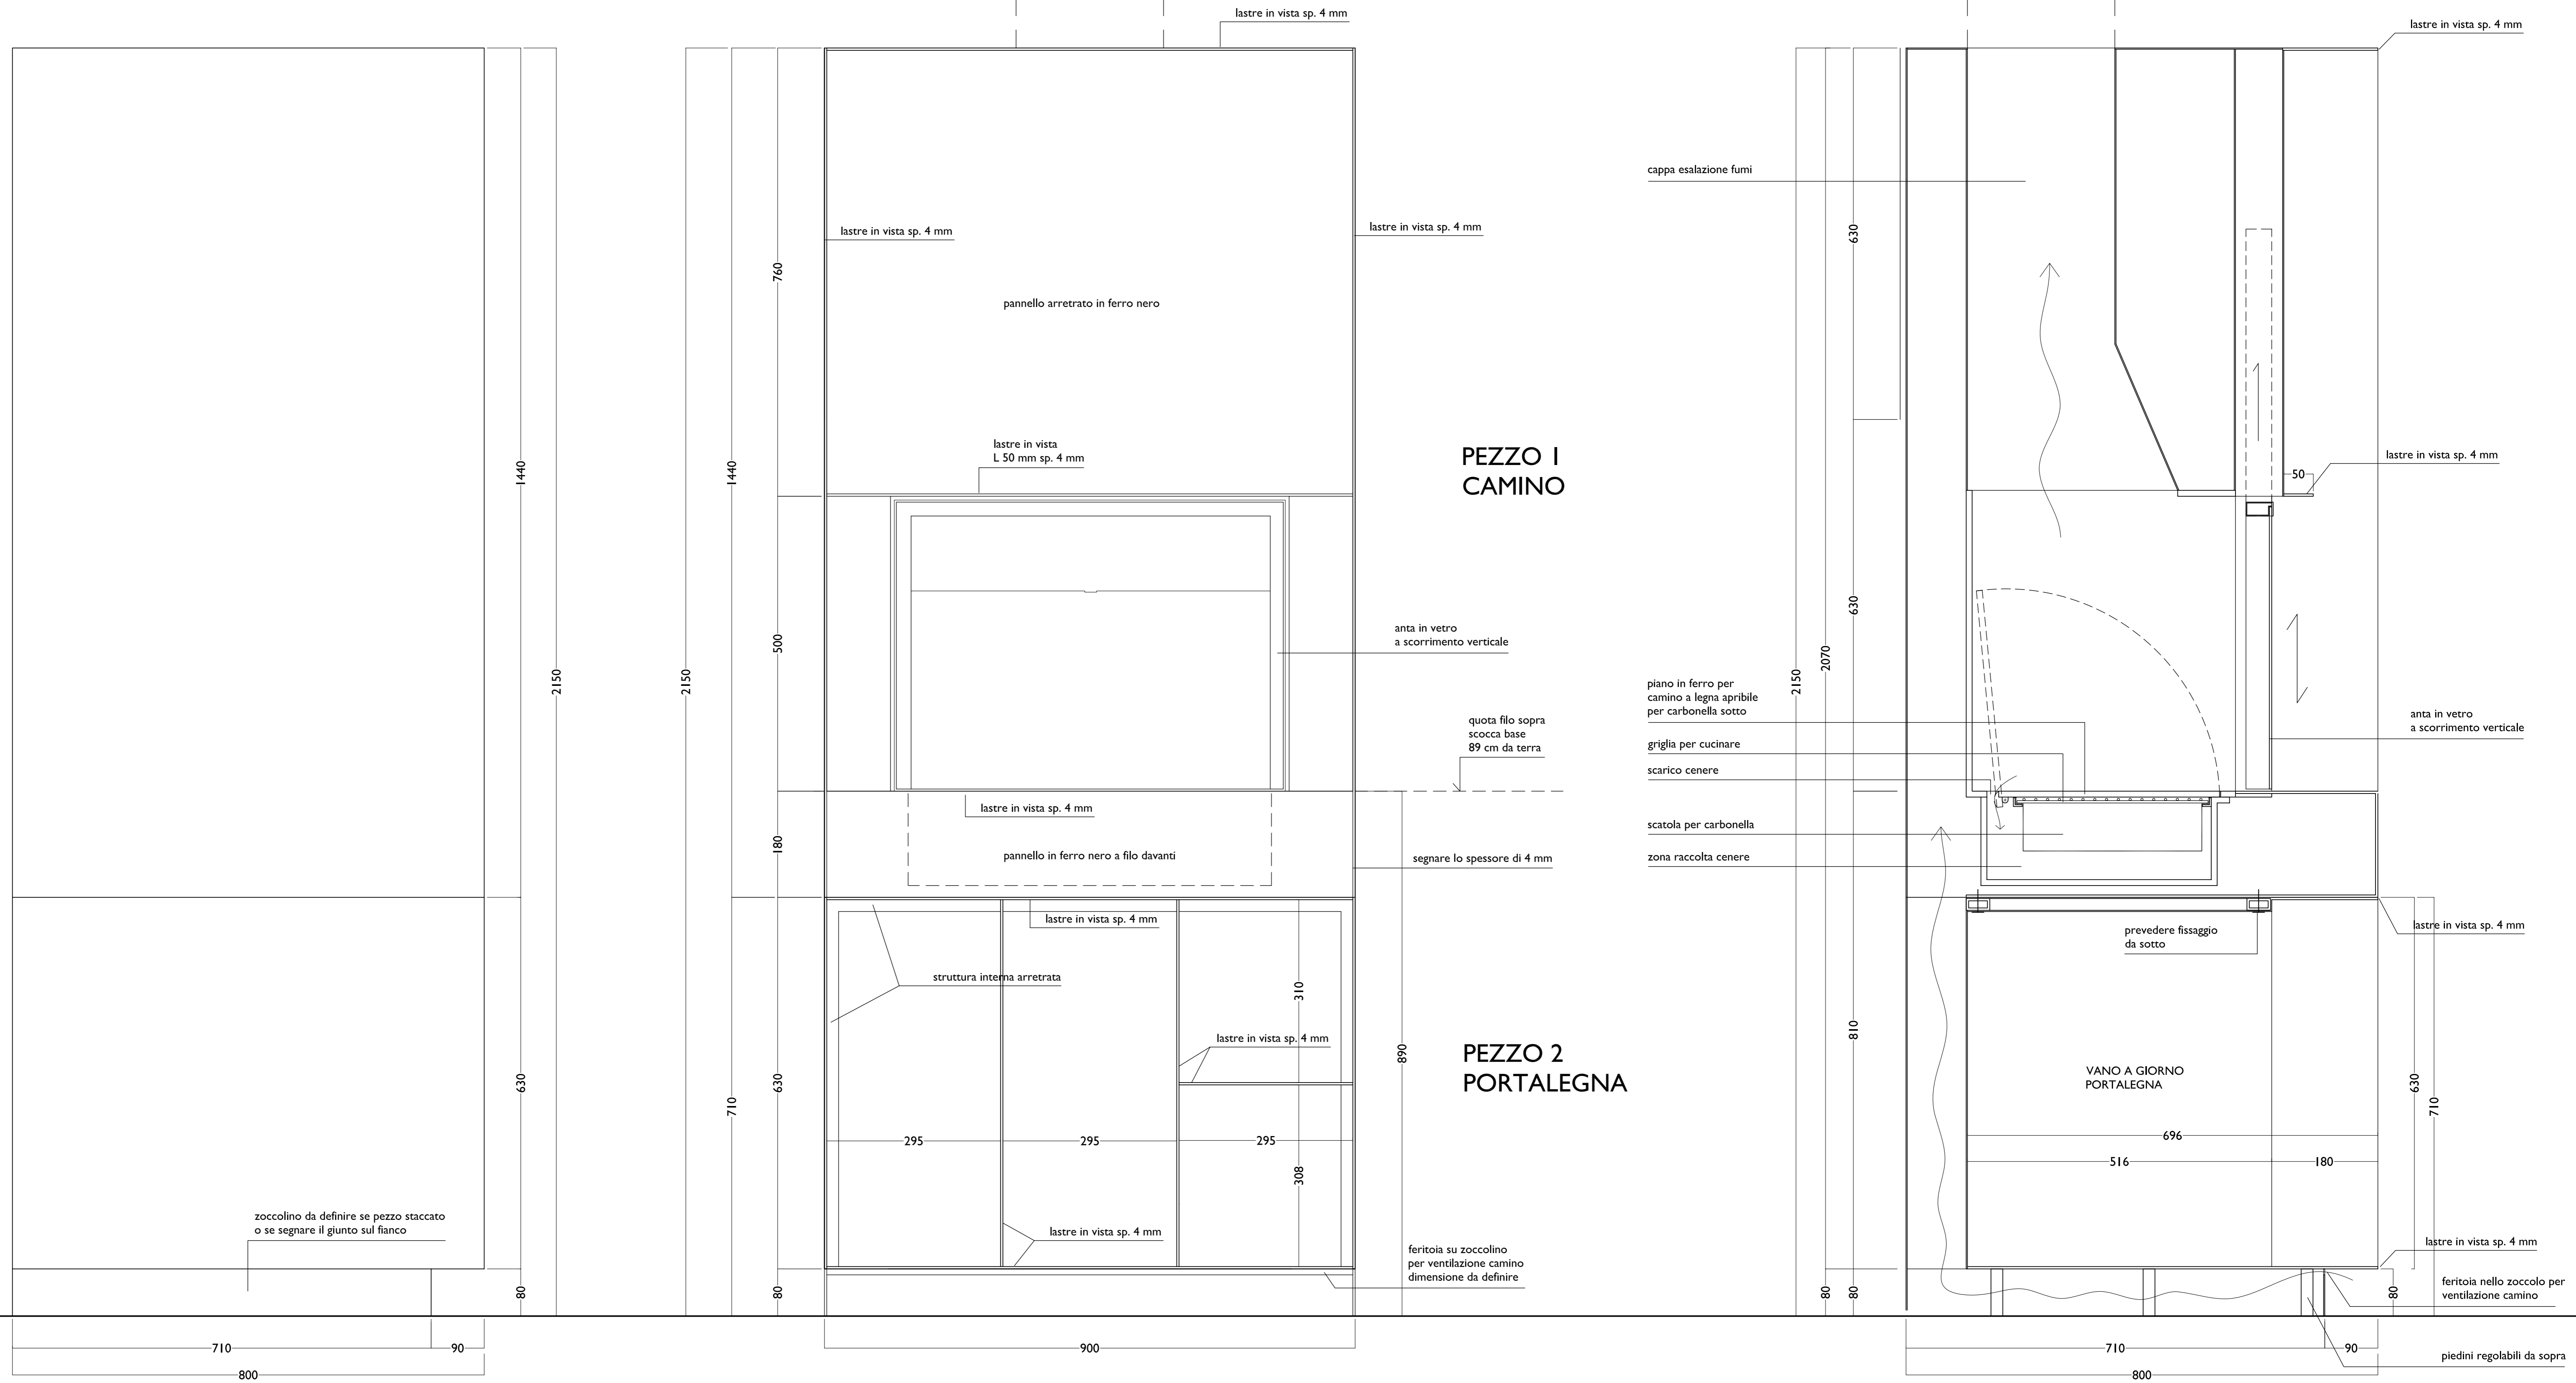 1440
630
80
2150
zoccolino da definire se pezzo staccato
o se segnare il giunto sul fianco
710
90
800
lastre in vista sp. 4 mm
lastre in vista sp. 4 mm
lastre in vista sp. 4 mm
pannello arretrato in ferro nero
2150
1440
710
760
500
180
630
80
lastre in vista
L 50 mm sp. 4 mm
PEZZO 1
CAMINO
anta in vetro
a scorrimento verticale
quota filo sopra
scocca base
89 cm da terra
lastre in vista sp. 4 mm
pannello in ferro nero a filo davanti
segnare lo spessore di 4 mm
lastre in vista sp. 4 mm
struttura interna arretrata
310
lastre in vista sp. 4 mm
890
PEZZO 2
PORTALEGNA
295
295
295
308
lastre in vista sp. 4 mm
feritoia su zoccolino
per ventilazione camino
dimensione da definire
900
lastre in vista sp. 4 mm
cappa esalazione fumi
630
630
810
80
2070
80
2150
50
lastre in vista sp. 4 mm
piano in ferro per
camino a legna apribile
per carbonella sotto
griglia per cucinare
scarico cenere
scatola per carbonella
zona raccolta cenere
anta in vetro
a scorrimento verticale
lastre in vista sp. 4 mm
prevedere fissaggio
da sotto
VANO A GIORNO
PORTALEGNA
696
516
180
630
710
80
lastre in vista sp. 4 mm
feritoia nello zoccolo per
ventilazione camino
710
90
piedini regolabili da sopra
800